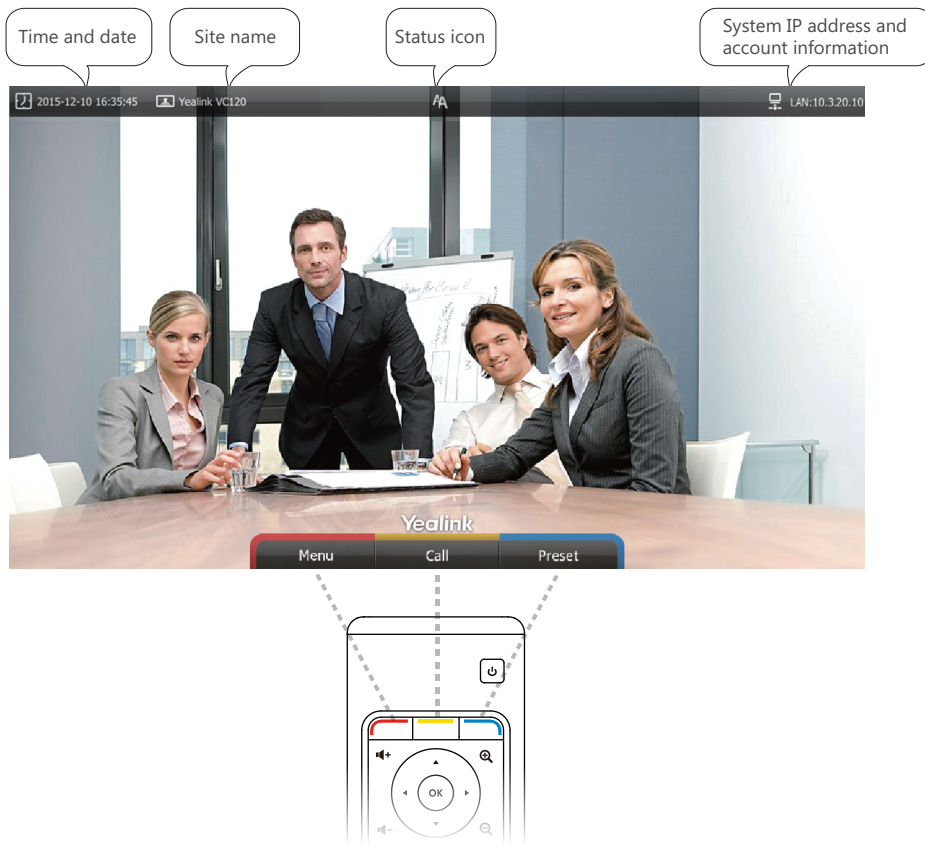 Time and date
Site name
Status icon
System IP address and
account information
2015-12-10 16:35:45
Yealink VC120
AA
LAN:10.3.20.10
Yealink
Menu
Call
Preset
OK